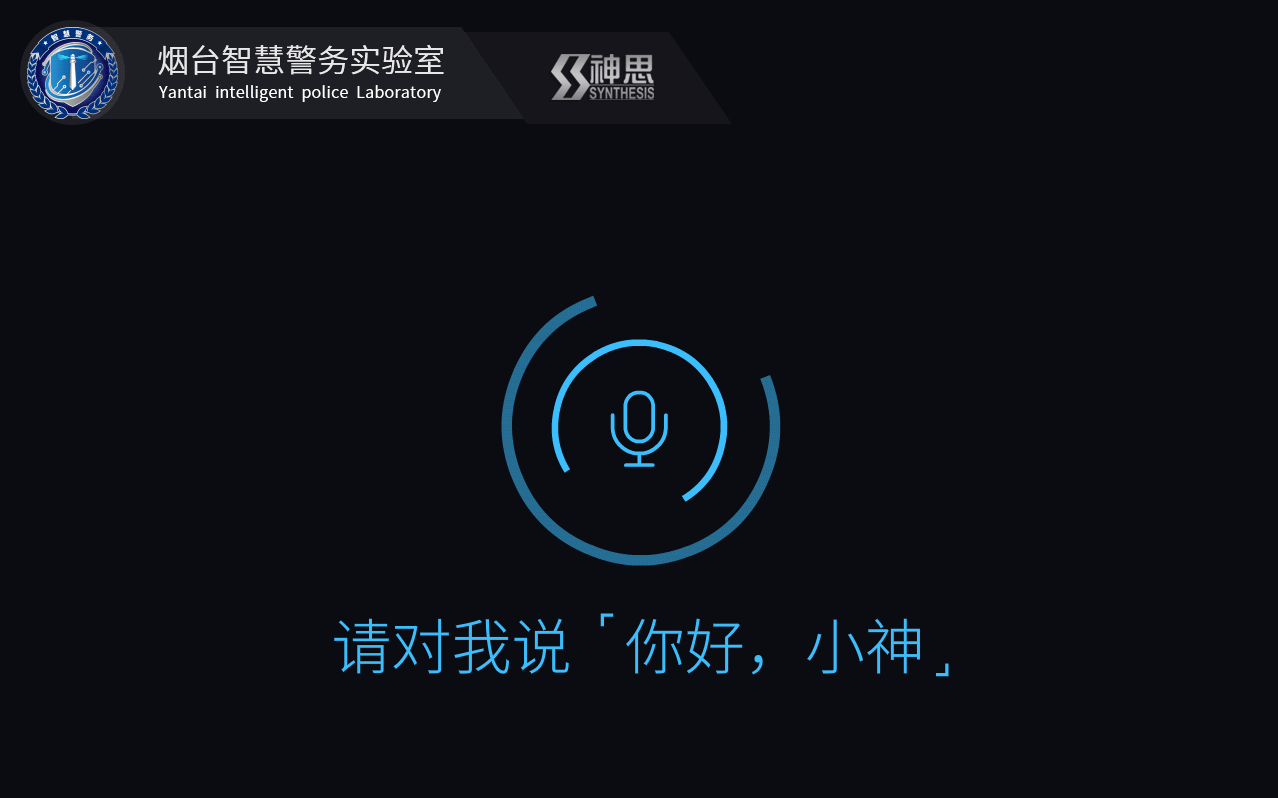 智慧警务
烟台智慧警务实验室
Yantai intelligent police Laboratory
神思
SYNTHESIS
请对我说「你好，小神」